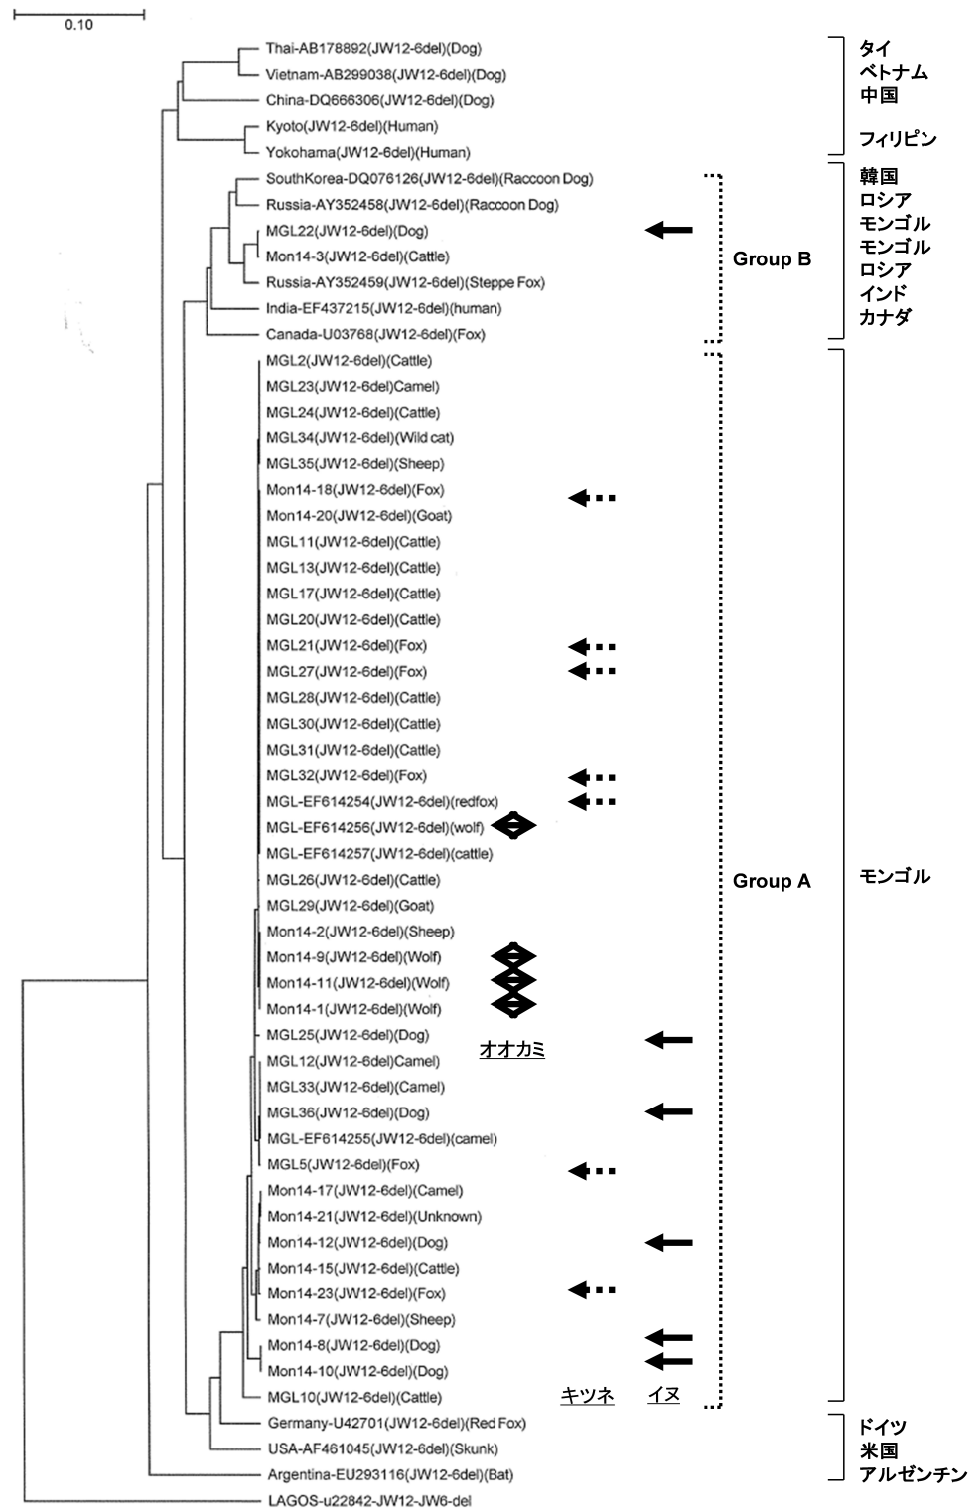 0.10
Thai-AB178892(JW12-6del)(Dog)
Vietnam-AB299038(JW12-6del)(Dog)
China-DQ666306(JW12-6del)(Dog)
Kyoto(JW12-6del)(Human)
Yokohama(JW12-6del)(Human)
タイ
ベトナム
中国
フィリピン
SouthKorea-DQ076126(JW12-6del)(Raccoon Dog)
Russia-AY352458(JW12-6del)(Raccoon Dog)
MGL22(JW12-6del)(Dog)
Mon14-3(JW12-6del)(Cattle)
Russia-AY352459(JW12-6del)(Steppe Fox)
India-EF437215(JW12-6del)(human)
Canada-U03768(JW12-6del)(Fox)
Group B
韓国
ロシア
モンゴル
モンゴル
ロシア
インド
カナダ
MGL2(JW12-6del)(Cattle)
MGL23(JW12-6del)Camel)
MGL24(JW12-6del)(Cattle)
MGL34(JW12-6del)(Wild cat)
MGL35(JW12-6del)(Sheep)
Mon14-18(JW12-6del)(Fox)
Mon14-20(JW12-6del)(Goat)
MGL11(JW12-6del)(Cattle)
MGL13(JW12-6del)(Cattle)
MGL17(JW12-6del)(Cattle)
MGL20(JW12-6del)(Cattle)
MGL21(JW12-6del)(Fox)
MGL27(JW12-6del)(Fox)
MGL28(JW12-6del)(Cattle)
MGL30(JW12-6del)(Cattle)
MGL31(JW12-6del)(Cattle)
MGL32(JW12-6del)(Fox)
MGL-EF614254(JW12-6del)(redfox)
MGL-EF614256(JW12-6del)(wolf)
MGL-EF614257(JW12-6del)(cattle)
MGL26(JW12-6del)(Cattle)
MGL29(JW12-6del)(Goat)
Mon14-2(JW12-6del)(Sheep)
Mon14-9(JW12-6del)(Wolf)
Mon14-11(JW12-6del)(Wolf)
Mon14-1(JW12-6del)(Wolf)
オオカミ
MGL25(JW12-6del)(Dog)
MGL12(JW12-6del)Camel)
MGL33(JW12-6del)(Camel)
MGL36(JW12-6del)(Dog)
MGL-EF614255(JW12-6del)(camel)
MGL5(JW12-6del)(Fox)
Mon14-17(JW12-6del)(Camel)
Mon14-21(JW12-6del)(Unknown)
Mon14-12(JW12-6del)(Dog)
Mon14-15(JW12-6del)(Cattle)
Mon14-23(JW12-6del)(Fox)
Mon14-7(JW12-6del)(Sheep)
Mon14-8(JW12-6del)(Dog)
Mon14-10(JW12-6del)(Dog)
MGL10(JW12-6del)(Cattle)
キツネ
イヌ
Group A
モンゴル
Germany-U42701(JW12-6del)(Red Fox)
USA-AF461045(JW12-6del)(Skunk)
Argentina-EU293116(JW12-6del)(Bat)
ドイツ
米国
アルゼンチン
LAGOS-u22842-JW12-JW6-del